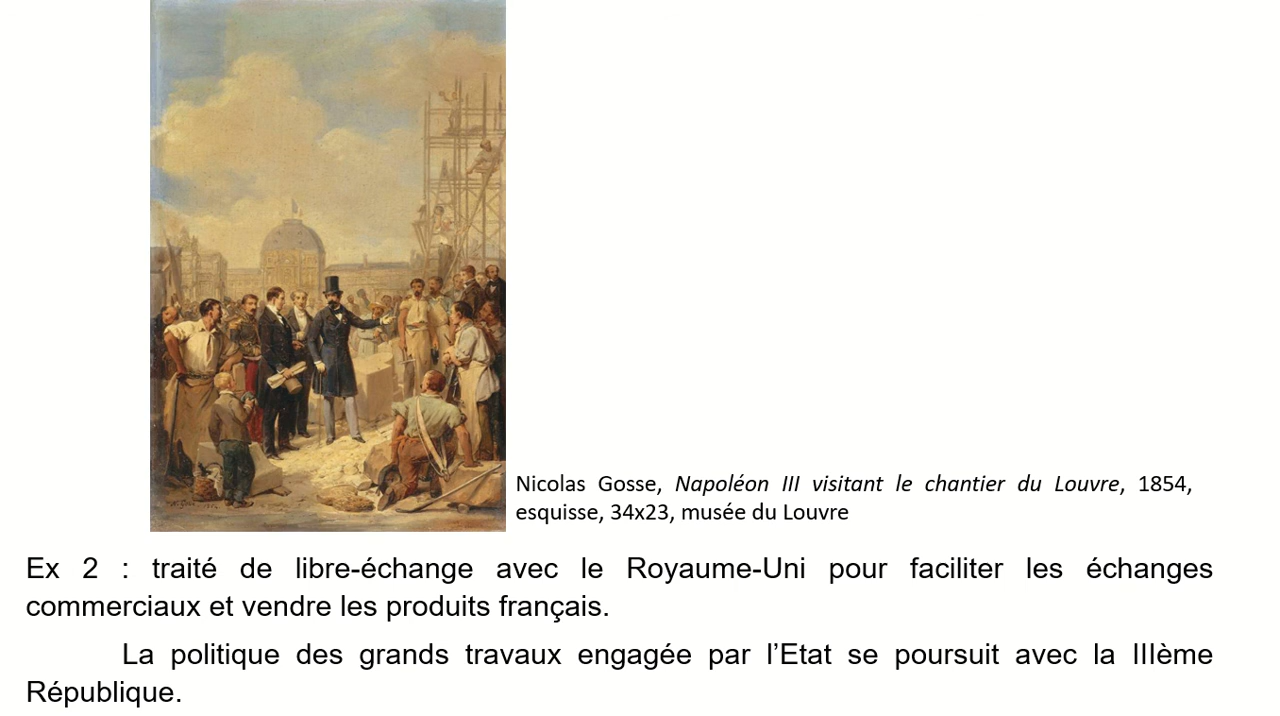 Nicolas Gosse, Napoléon III visitant le chantier du Louvre, 1854,
esquisse, 34x23, musée du Louvre
Ex 2 : traité de libre-échange avec le Royaume-Uni pour faciliter les échanges
commerciaux et vendre les produits français.
La politique des grands travaux engagée par l’Etat se poursuit avec la IIIème
République.